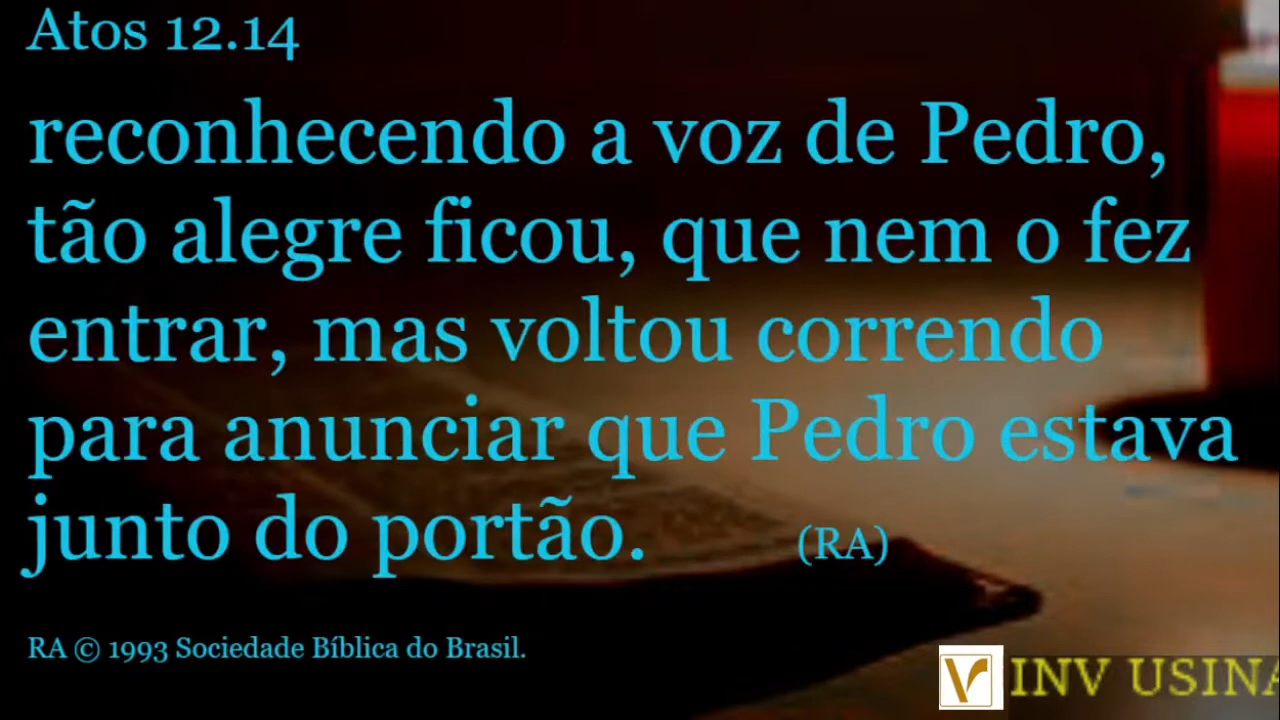 Atos 12.14
reconhecendo a voz de Pedro,
tão alegre ficou, que nem o fez
entrar, mas voltou correndo
para anunciar que Pedro estava
junto do portão. (RA)
RA © 1993 Sociedade Bíblica do Brasil.
INV USINA